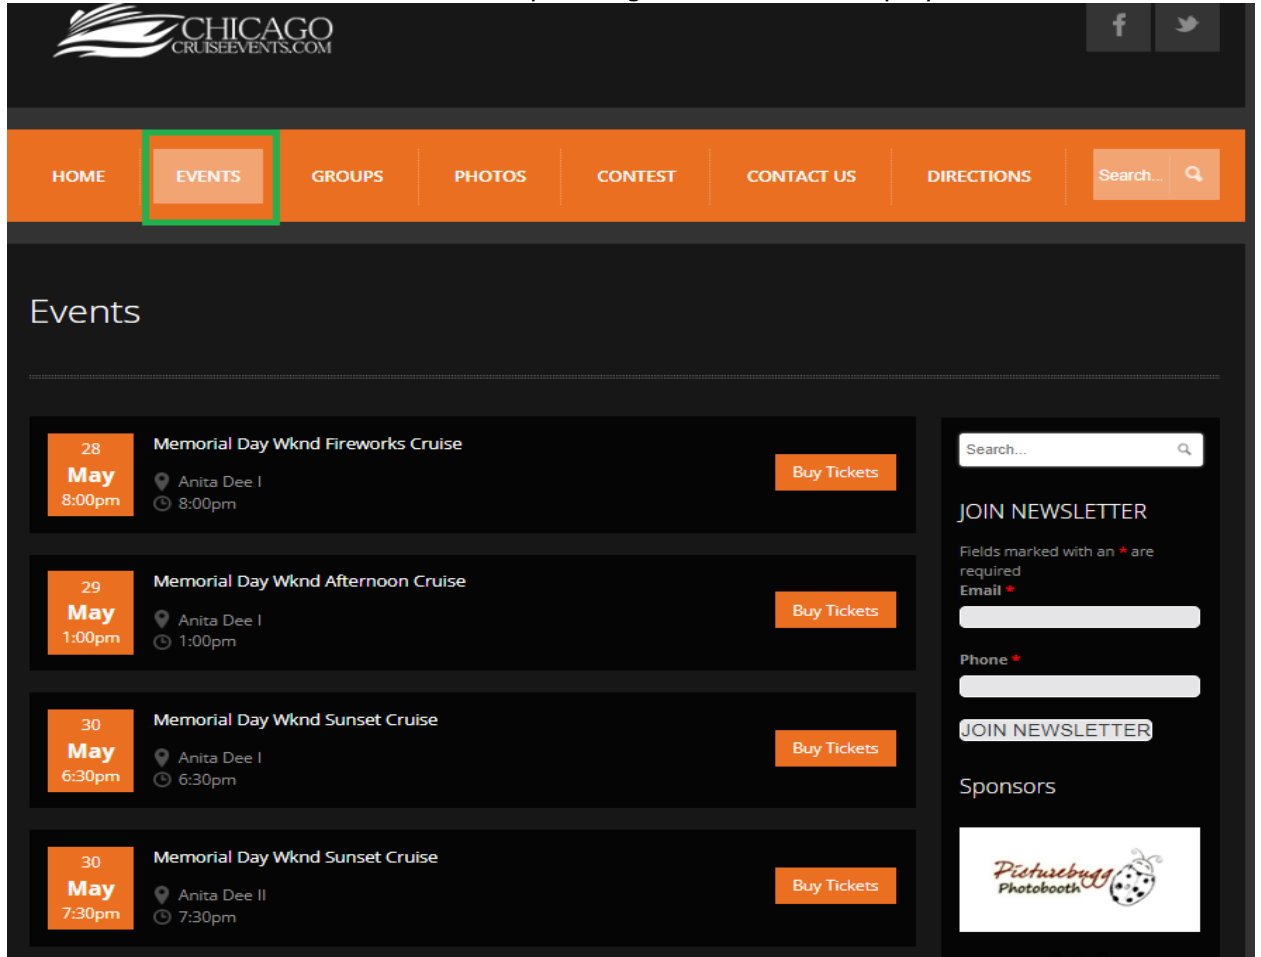 CHICAGO
CRUISEEVENTS.COM
f
HOME EVENTS GROUPS PHOTOS CONTEST CONTACT US DIRECTIONS Search...
Events
28
May
8:00pm
Memorial Day Wknd Fireworks Cruise
Anita Dee I
8:00pm
Buy Tickets
29
May
1:00pm
Memorial Day Wknd Afternoon Cruise
Anita Dee I
1:00pm
Buy Tickets
30
May
6:30pm
Memorial Day Wknd Sunset Cruise
Anita Dee I
6:30pm
Buy Tickets
30
May
7:30pm
Memorial Day Wknd Sunset Cruise
Anita Dee II
7:30pm
Buy Tickets
Search...
JOIN NEWSLETTER
Fields marked with an * are
required
Email *
Phone *
JOIN NEWSLETTER
Sponsors
Picturebugg
Photobooth